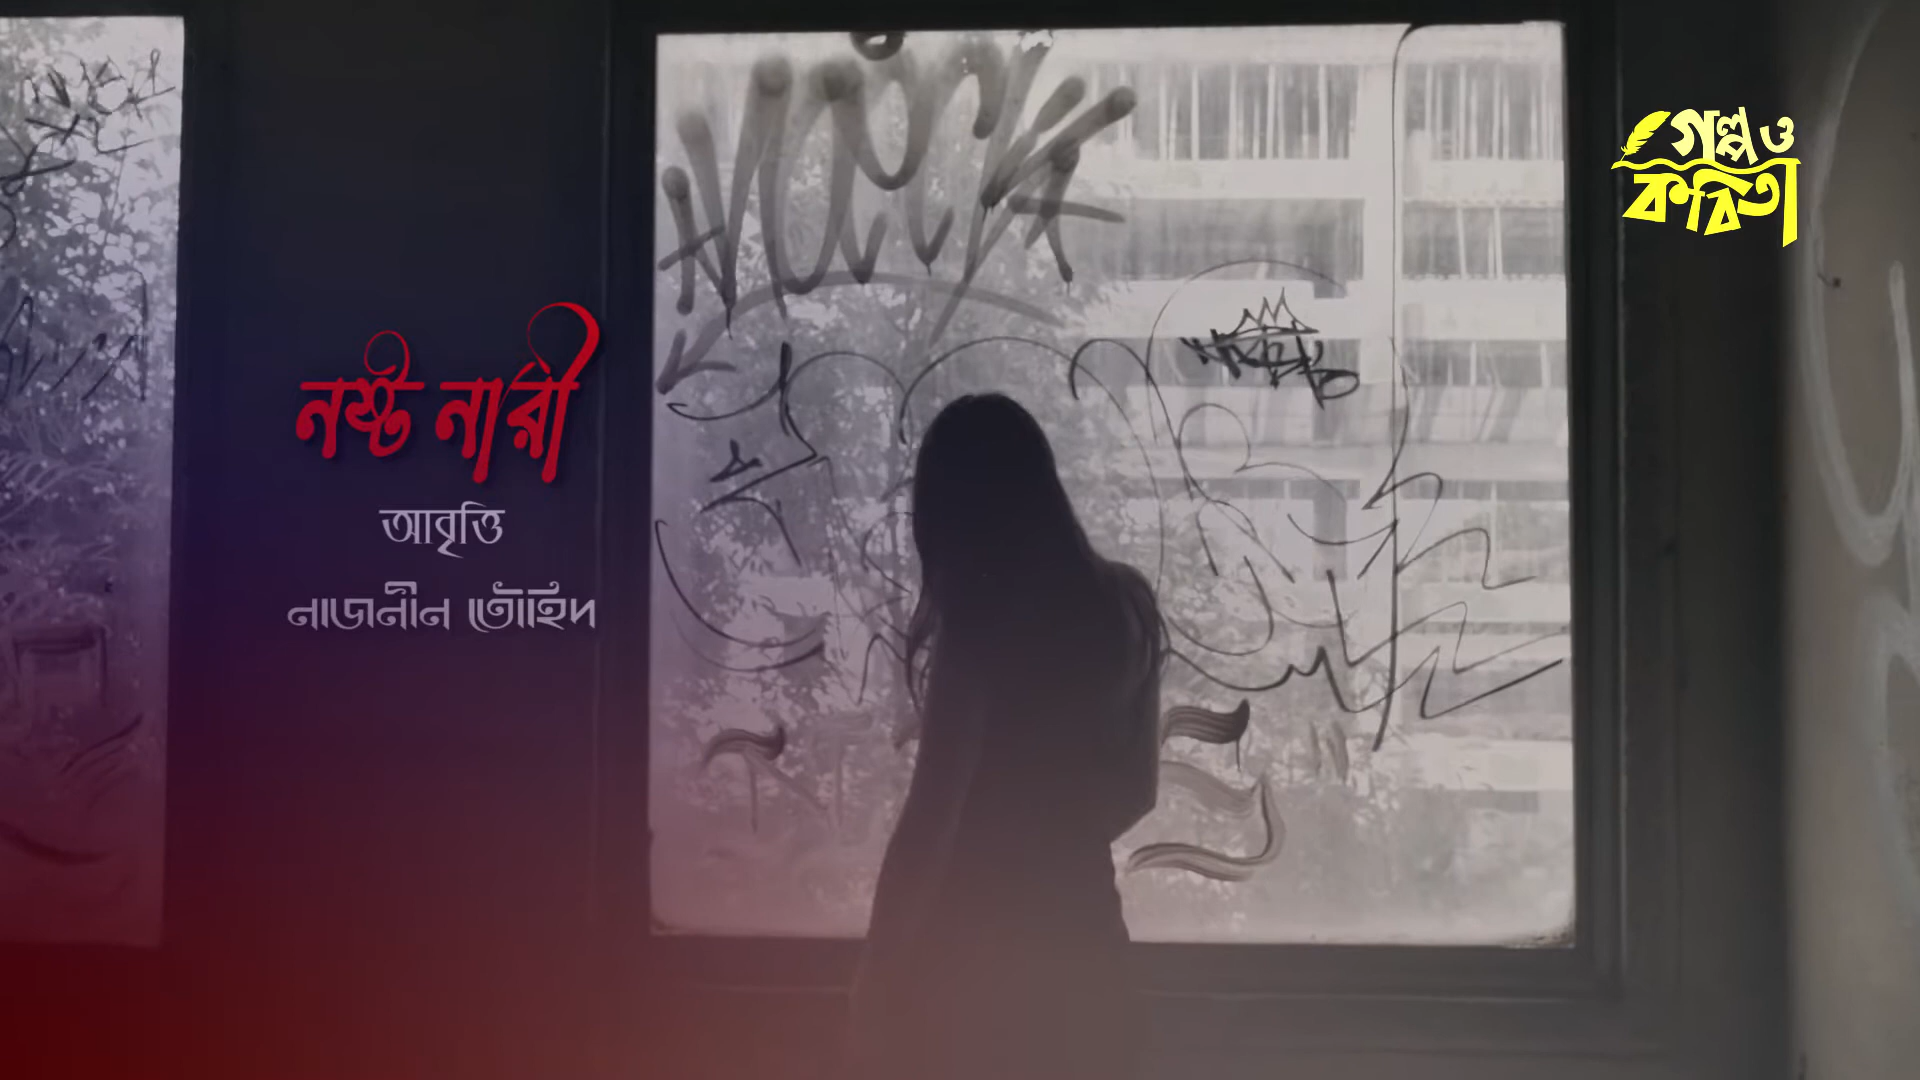 নষ্ট নারী
আবৃত্তি
নাজনীন তৌহিদ
গল্প ও
কবিতা